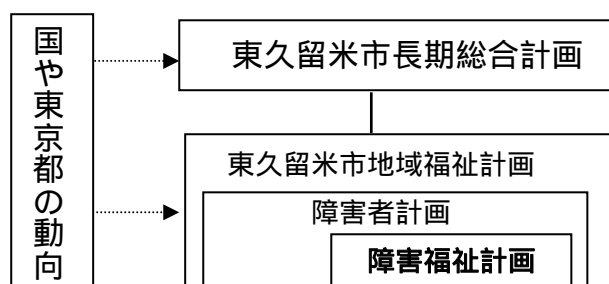 国や東京都の動向
東久留米市長期総合計画
東久留米市地域福祉計画
障害者計画
障害福祉計画